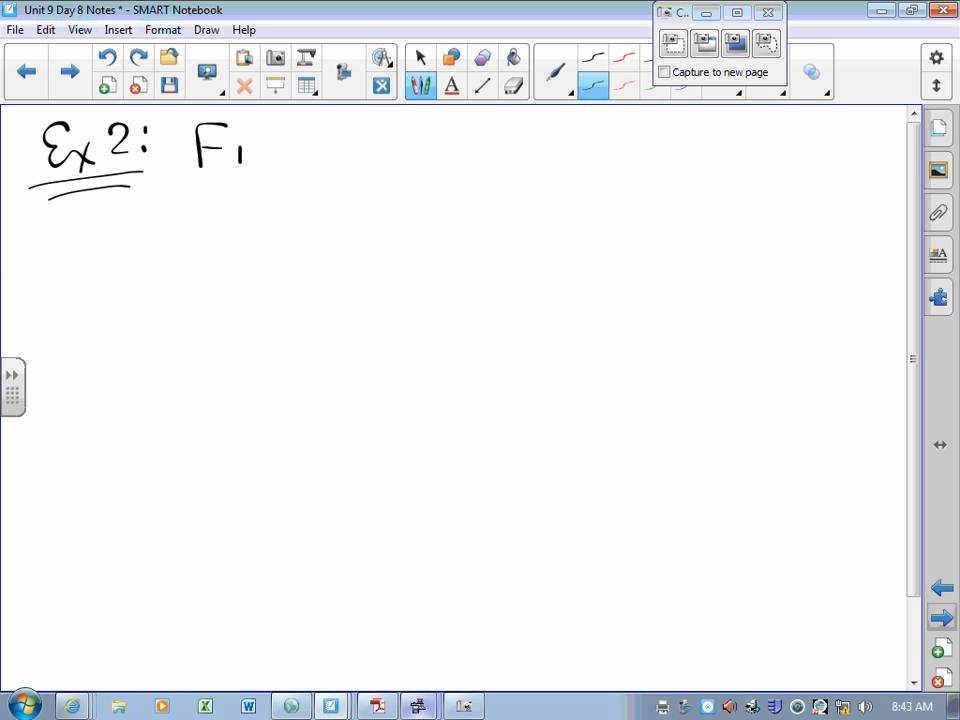 Unit 9 Day 8 Notes * - SMART Notebook
C..
File Edit View Insert Format Draw Help
Capture to new page
Ex 2: Fi
8:43 AM